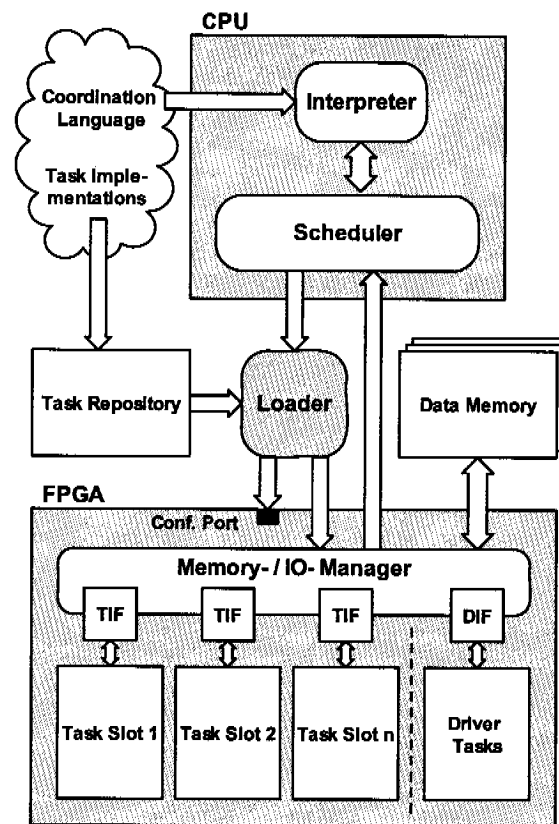 CPU
Coordination
Language
Interpreter
Task Imple-
mentations
Scheduler
Task Repository
Loader
Data Memory
FPGA
Conf. Port
Memory- / IO- Manager
TIF
TIF
TIF
DIF
Task Slot 1
Task Slot 2
Task Slot n
Driver
Tasks